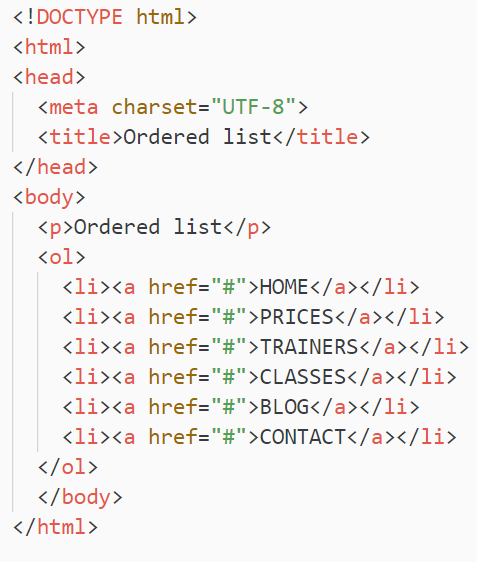 <!DOCTYPE html>
<html>
<head>
  <meta charset="UTF-8">
  <title>Ordered list</title>
</head>
<body>
  <p>Ordered list</p>
  <ol>
    <li><a href="#">HOME</a></li>
    <li><a href="#">PRICES</a></li>
    <li><a href="#">TRAINERS</a></li>
    <li><a href="#">CLASSES</a></li>
    <li><a href="#">BLOG</a></li>
    <li><a href="#">CONTACT</a></li>
  </ol>
  </body>
</html>